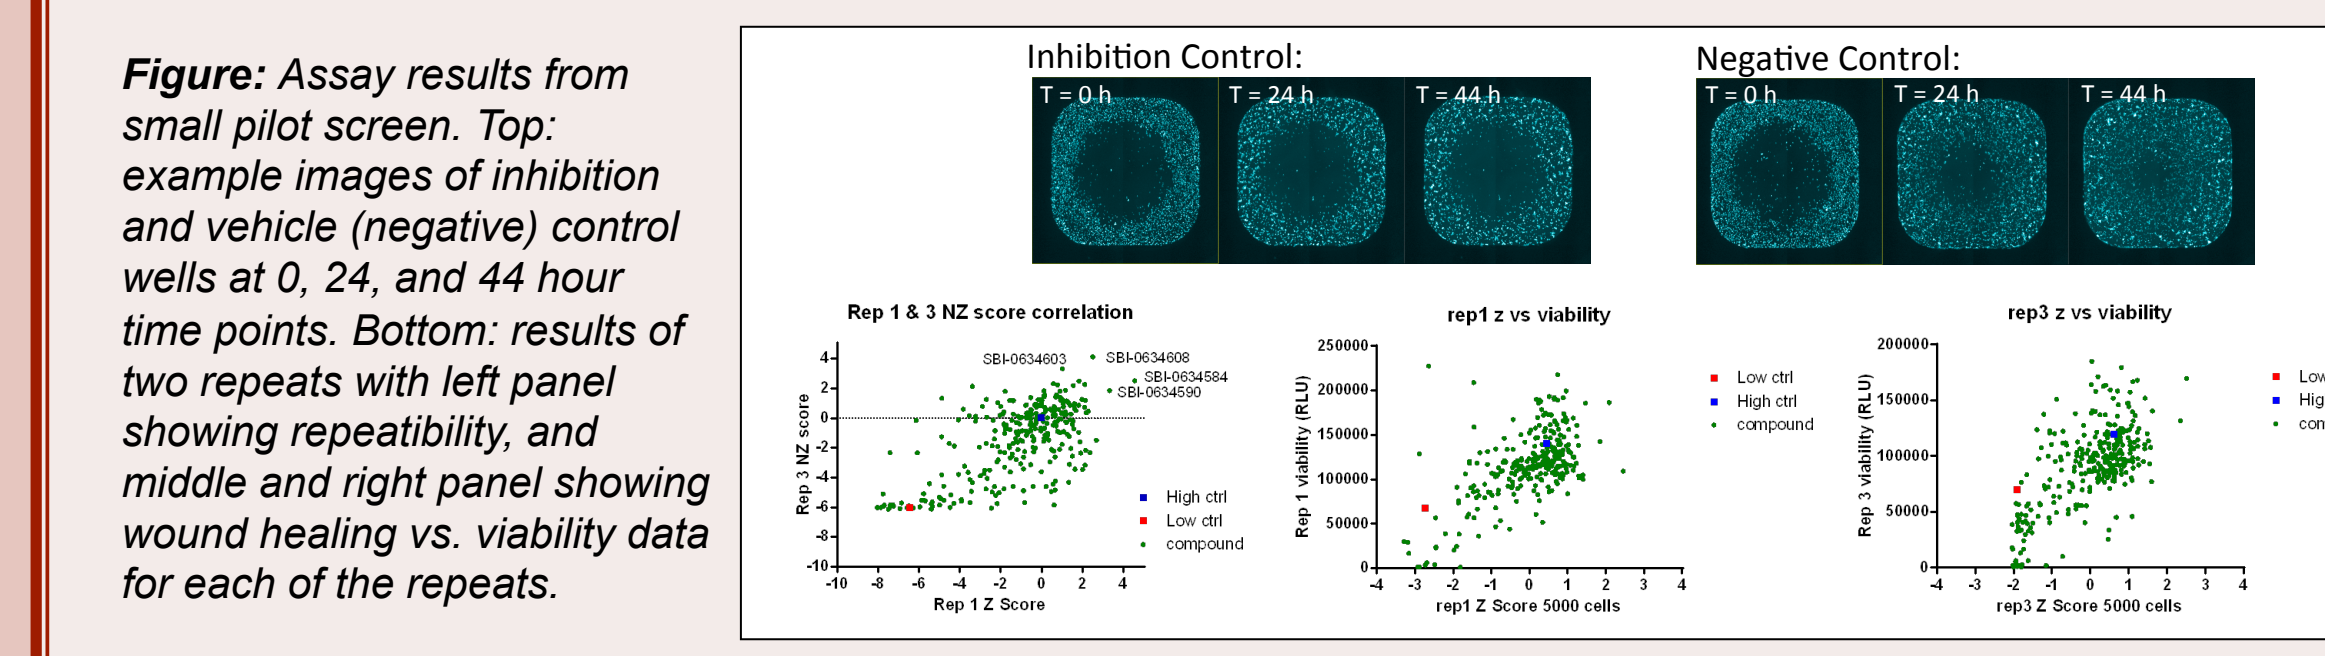 Figure: Assay results from
small pilot screen. Top:
example images of inhibition
and vehicle (negative) control
wells at 0, 24, and 44 hour
time points. Bottom: results of
two repeats with left panel
showing repeatibility, and
middle and right panel showing
wound healing vs. viability data
for each of the repeats.
Inhibition Control:
T = 0 h T = 24 h T = 44 h
Negative Control:
T = 0 h T = 24 h T = 44 h
Rep 1 & 3 NZ score correlation
Rep 3 NZ score
4
2
0
-2
-4
-6
-8
-10
SBI-0634603
SBI-0634608
SBI-0634584
SBI-0634590
High ctrl
Low ctrl
compound
-10 -8 -6 -4 -2 0 2 4
Rep 1 Z Score
rep1 z vs viability
Rep 1 viability (RLU)
250000
200000
150000
100000
50000
0
Low ctrl
High ctrl
compound
-4 -3 -2 -1 0 1 2 3 4
rep1 Z Score 5000 cells
rep3 z vs viability
Rep 3 viability (RLU)
200000
150000
100000
50000
0
Low
Hig
con
-4 -3 -2 -1 0 1 2 3 4
rep3 Z Score 5000 cells